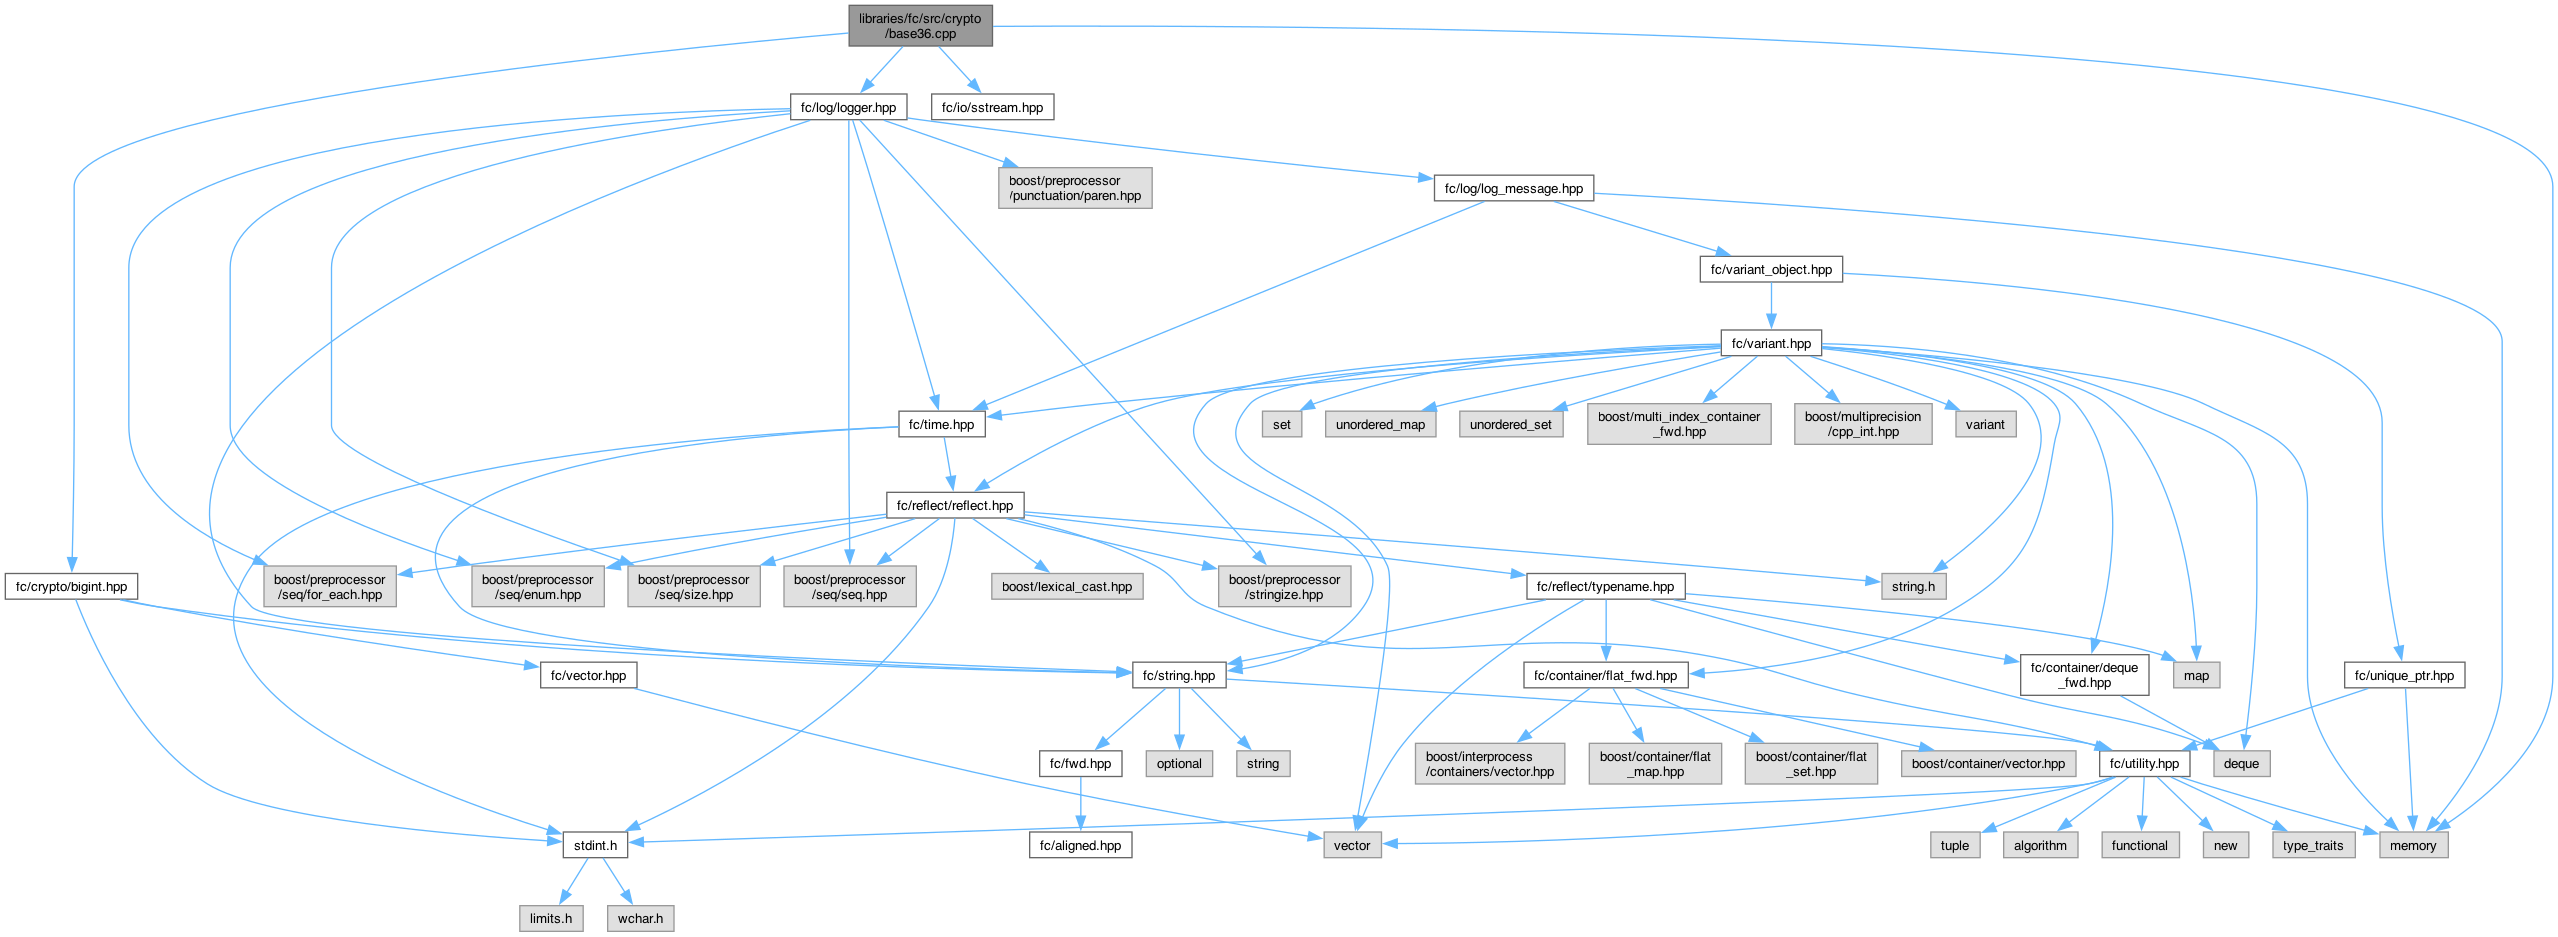 libraries/fc/src/crypto
/base36.cpp
fc/log/logger.hpp
fc/io/sstream.hpp
boost/preprocessor
/punctuation/paren.hpp
fc/log/log_message.hpp
fc/variant_object.hpp
fc/variant.hpp
fc/time.hpp
set
unordered_map
unordered_set
boost/multi_index_container
_fwd.hpp
boost/multiprecision
/cpp_int.hpp
variant
fc/reflect/reflect.hpp
fc/crypto/bigint.hpp
boost/preprocessor
/seq/for_each.hpp
boost/preprocessor
/seq/enum.hpp
boost/preprocessor
/seq/size.hpp
boost/preprocessor
/seq/seq.hpp
boost/lexical_cast.hpp
boost/preprocessor
/stringize.hpp
fc/reflect/typename.hpp
string.h
fc/vector.hpp
fc/string.hpp
fc/container/flat_fwd.hpp
fc/container/deque
_fwd.hpp
map
fc/unique_ptr.hpp
fc/fwd.hpp
optional
string
boost/interprocess
/containers/vector.hpp
boost/container/flat
_map.hpp
boost/container/flat
_set.hpp
boost/container/vector.hpp
fc/utility.hpp
deque
stdint.h
fc/aligned.hpp
vector
tuple
algorithm
functional
new
type_traits
memory
limits.h
wchar.h